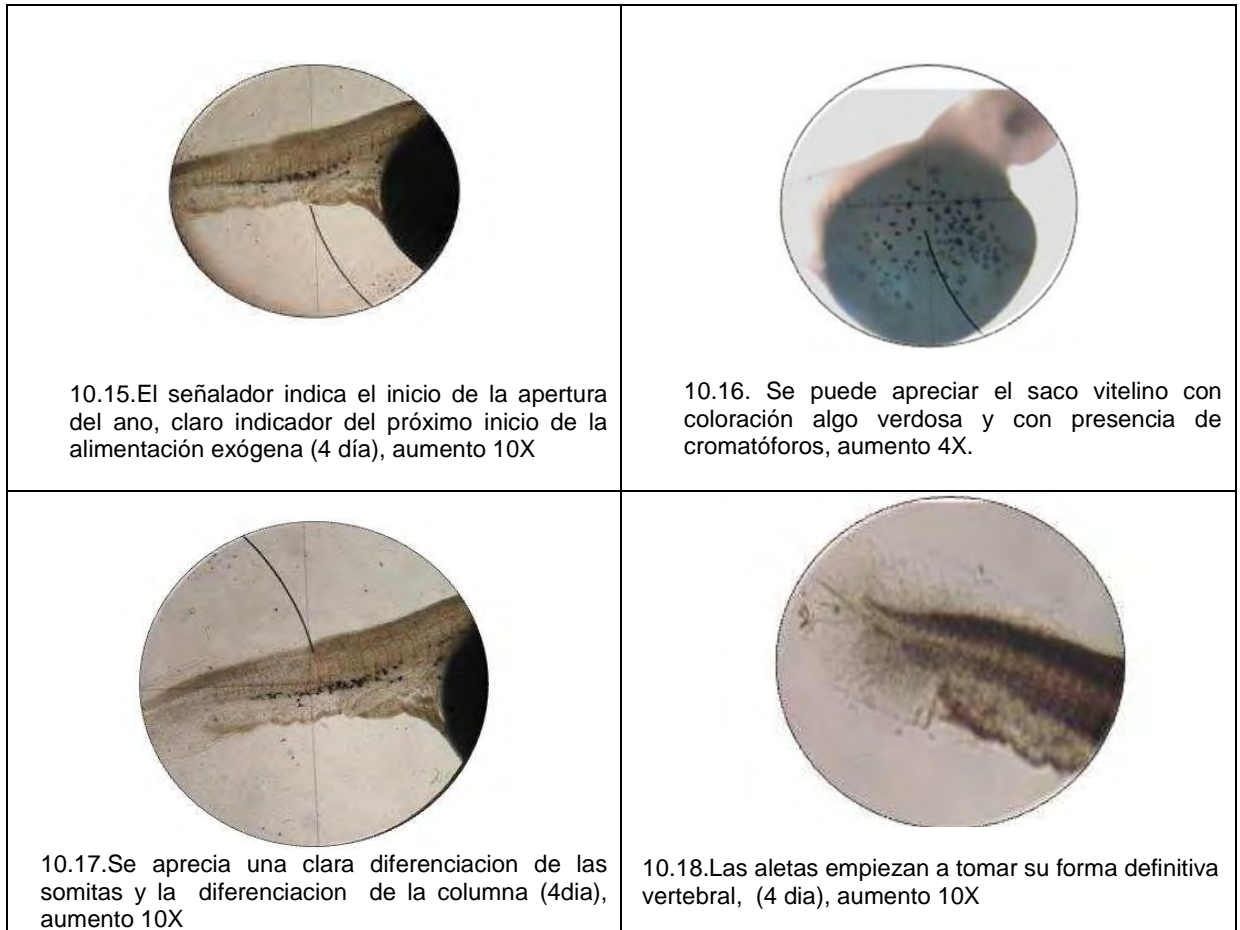 10.15.El señalador indica el inicio de la apertura
del ano, claro indicador del próximo inicio de la
alimentación exógena (4 día), aumento 10X
10.16. Se puede apreciar el saco vitelino con
coloración algo verdosa y con presencia de
cromatóforos, aumento 4X.
10.17.Se aprecia una clara diferenciacion de las
somitas y la diferenciacion de la columna (4dia),
aumento 10X
10.18.Las aletas empiezan a tomar su forma definitiva
vertebral, (4 dia), aumento 10X